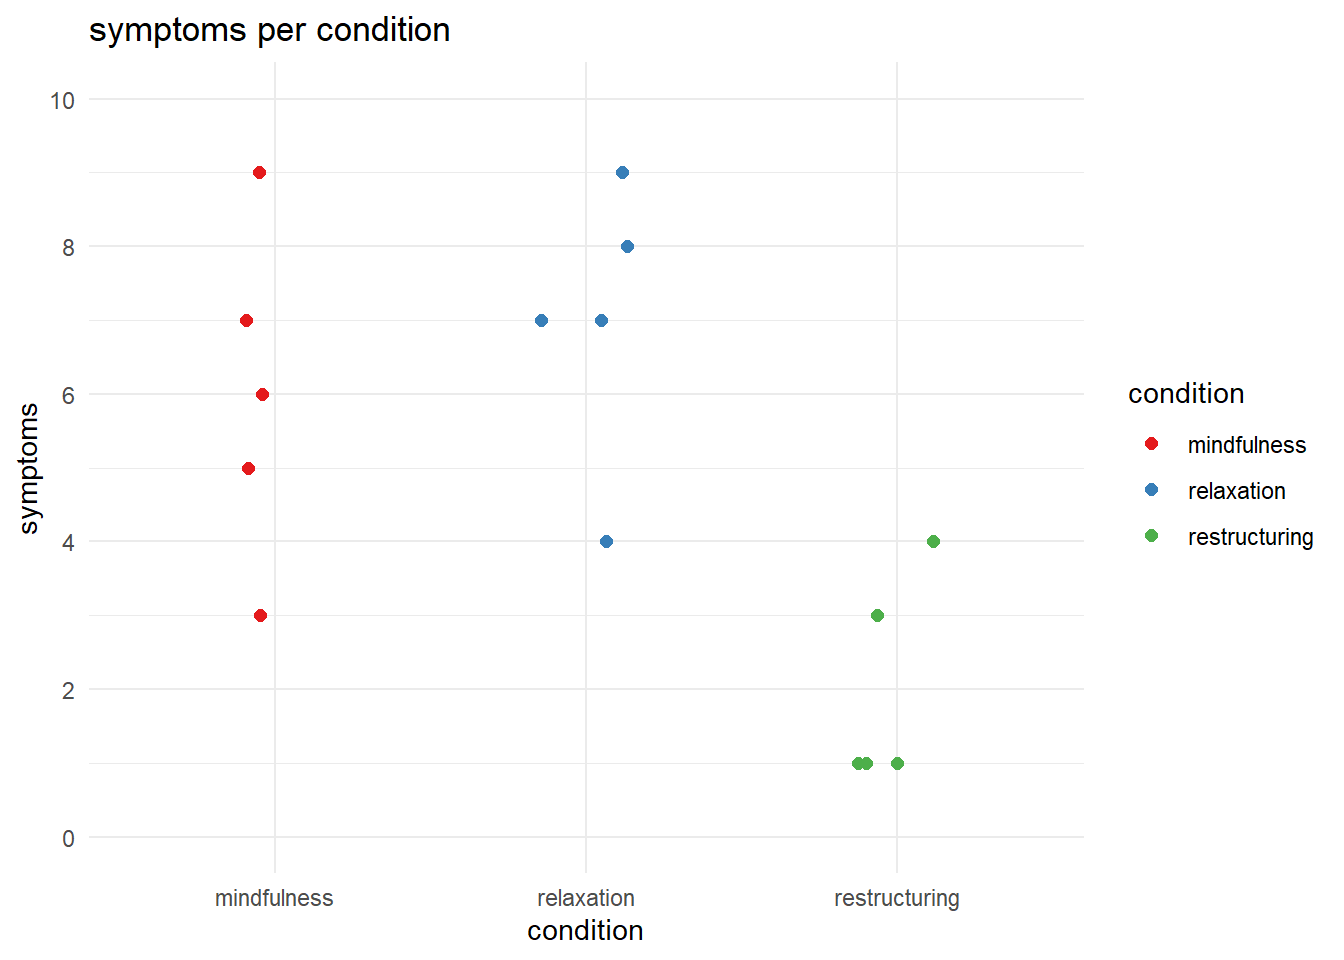 symptoms per condition
10
8
6
4
2
0
symptoms
mindfulness
relaxation
restructuring
condition
condition
mindfulness
relaxation
restructuring